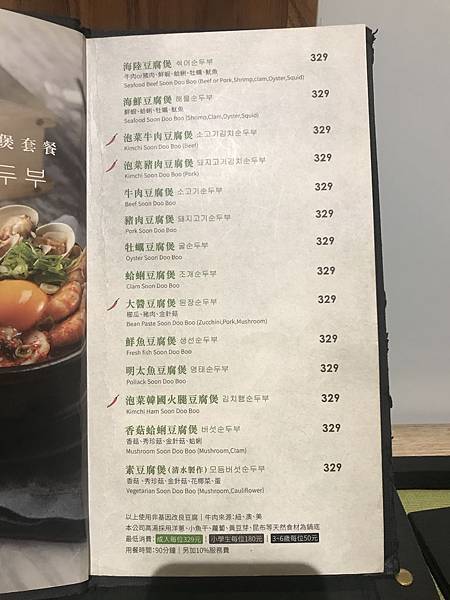 煲套餐
두부
海陸豆腐煲 섞어순두부 329
牛肉or豬肉、鮮蝦、蛤蜊、牡蠣、魷魚
Seafood Beef Soon Doo Boo (Beef or Pork,Shrimp,Clam,Oyster,Squid)
海鮮豆腐煲 해물순두부 329
鮮蝦、蛤蜊、牡蠣、魷魚
Seafood Soon Doo Boo (Shrimp,Clam,Oyster,Squid)
泡菜牛肉豆腐煲 소고기김치순두부 329
Kimchi Soon Doo Boo (Beef)
泡菜豬肉豆腐煲 돼지고기김치순두부 329
Kimchi Soon Doo Boo (Pork)
牛肉豆腐煲 소고기순두부 329
Beef Soon Doo Boo
豬肉豆腐煲 돼지고기순두부 329
Pork Soon Doo Boo
牡蠣豆腐煲 굴순두부 329
Oyster Soon Doo Boo
蛤蜊豆腐煲 조개순두부 329
Clam Soon Doo Boo
大醬豆腐煲 된장순두부 329
櫛瓜、豬肉、金針菇
Bean Paste Soon Doo Boo (Zucchini,Pork,Mushroom)
鮮魚豆腐煲 생선순두부 329
Fresh fish Soon Doo Boo
明太魚豆腐煲 명태순두부 329
Pollack Soon Doo Boo
泡菜韓國火腿豆腐煲 김치햄순두부 329
Kimchi Ham Soon Doo Boo
香菇蛤蜊豆腐煲 버섯순두부 329
香菇、秀珍菇、金針菇、蛤蜊
Mushroom Soon Doo Boo (Mushroom,Clam)
素豆腐煲(清水製作) 모듬버섯순두부 329
香菇、秀珍菇、金針菇、花椰菜、蛋
Vegetarian Soon Doo Boo (Mushroom,Cauliflower)
以上使用非基因改良豆腐｜牛肉來源:紐、澳、美
本公司高湯採用洋蔥、小魚干、蘿蔔、黃豆芽、昆布等天然食材為鍋底
最低消費: 成人每位329元 | 小學生每位180元 | 3~6歲每位50元
用餐時間:90分鐘｜另加10%服務費